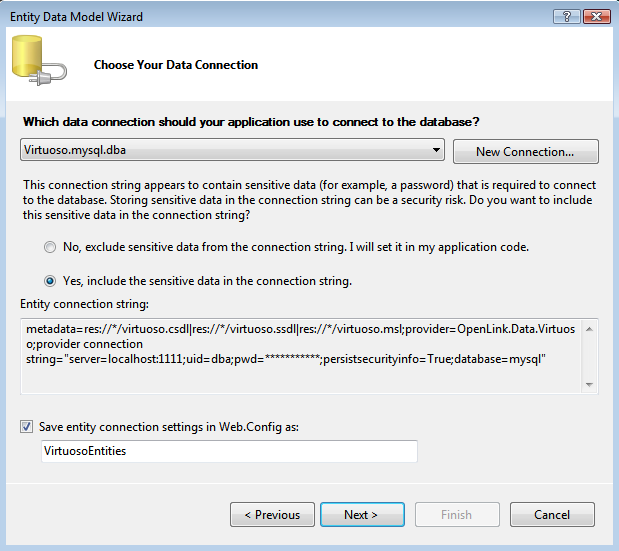 Entity Data Model Wizard
Choose Your Data Connection
Which data connection should your application use to connect to the database?
Virtuoso.mysql.dba
New Connection...
This connection string appears to contain sensitive data (for example, a password) that is required to connect
to the database. Storing sensitive data in the connection string can be a security risk. Do you want to include
this sensitive data in the connection string?
No, exclude sensitive data from the connection string. I will set it in my application code.
Yes, include the sensitive data in the connection string.
Entity connection string:
metadata=res://*/virtuoso.csdl|res://*/virtuoso.ssdl|res://*/virtuoso.msl;provider=OpenLink.Data.Virtuos
o;provider connection
string="server=localhost:1111;uid=dba;pwd=***********;persistsecurityinfo=True;database=mysql"
Save entity connection settings in Web.Config as:
VirtuosoEntities
< Previous
Next >
Finish
Cancel